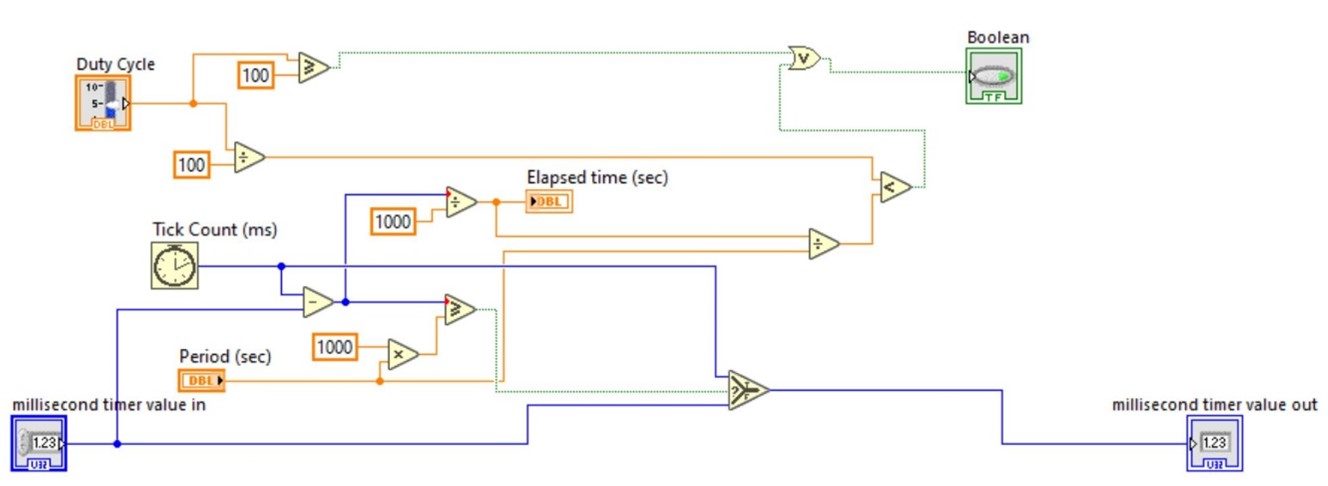 Boolean
Duty Cycle
100
10
5
DBL
V
TF
÷
100
<
Elapsed time (sec)
1000
÷
DBL
÷
Tick Count (ms)
-
≥
1000
×
Period (sec)
DBL
? T F
millisecond timer value in
1.23
U32
millisecond timer value out
1.23
U32